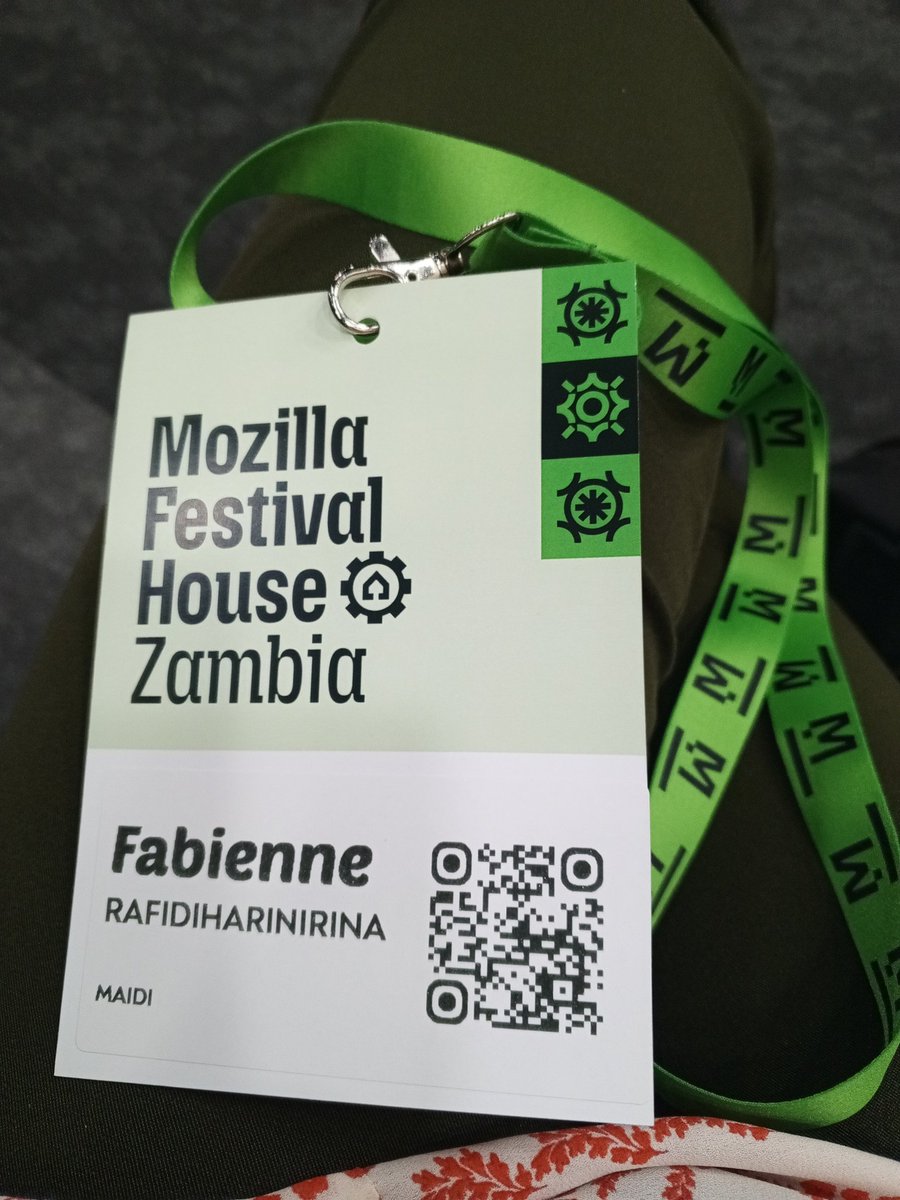 Mozilla
Festival
House
Zambia
Fabienne
RAFIDIHARINIRINA
MAIDI